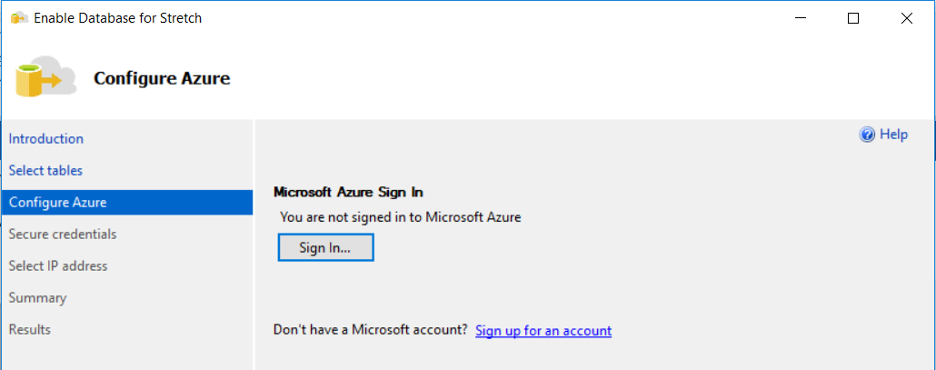 Enable Database for Stretch
Configure Azure
Introduction
Select tables
Configure Azure
Secure credentials
Select IP address
Summary
Results
Help
Microsoft Azure Sign In
You are not signed in to Microsoft Azure
Sign In...
Don't have a Microsoft account? Sign up for an account